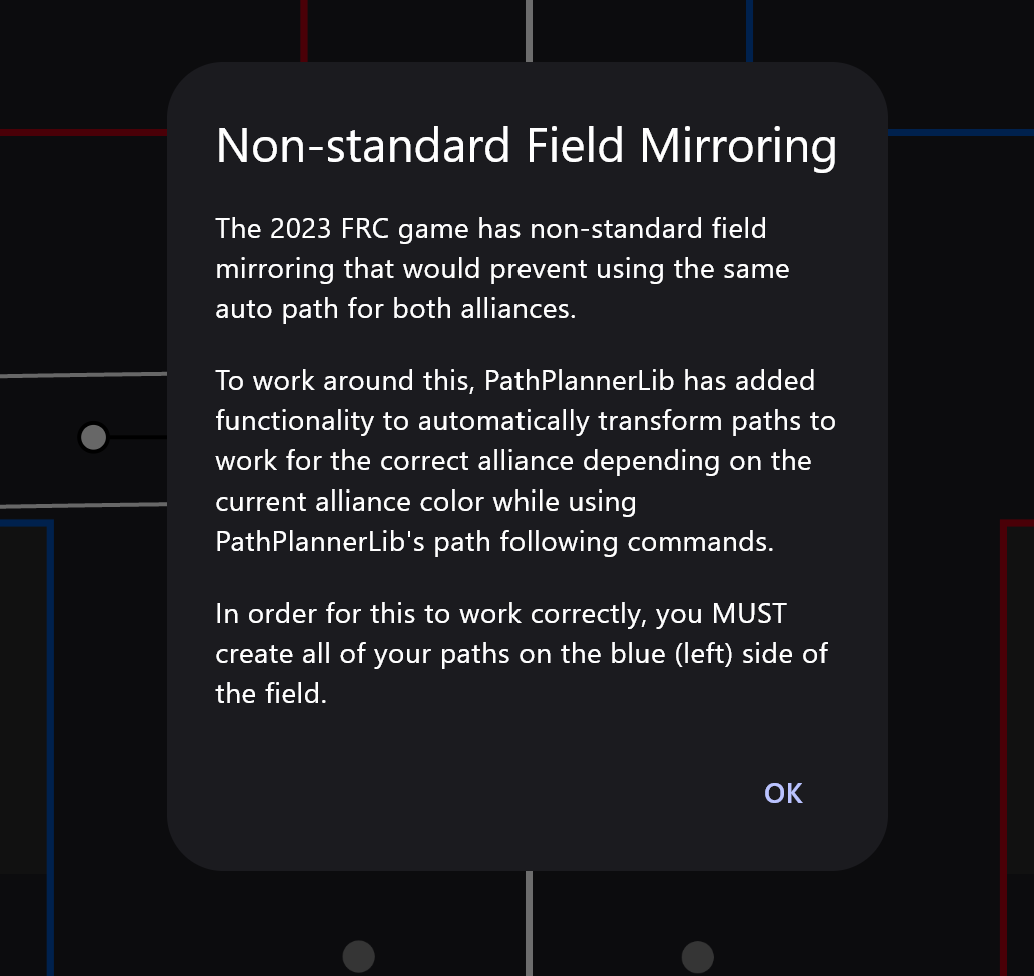 Non-standard Field Mirroring
The 2023 FRC game has non-standard field
mirroring that would prevent using the same
auto path for both alliances.
To work around this, PathPlannerLib has added
functionality to automatically transform paths to
work for the correct alliance depending on the
current alliance color while using
PathPlannerLib's path following commands.
In order for this to work correctly, you MUST
create all of your paths on the blue (left) side of
the field.
OK